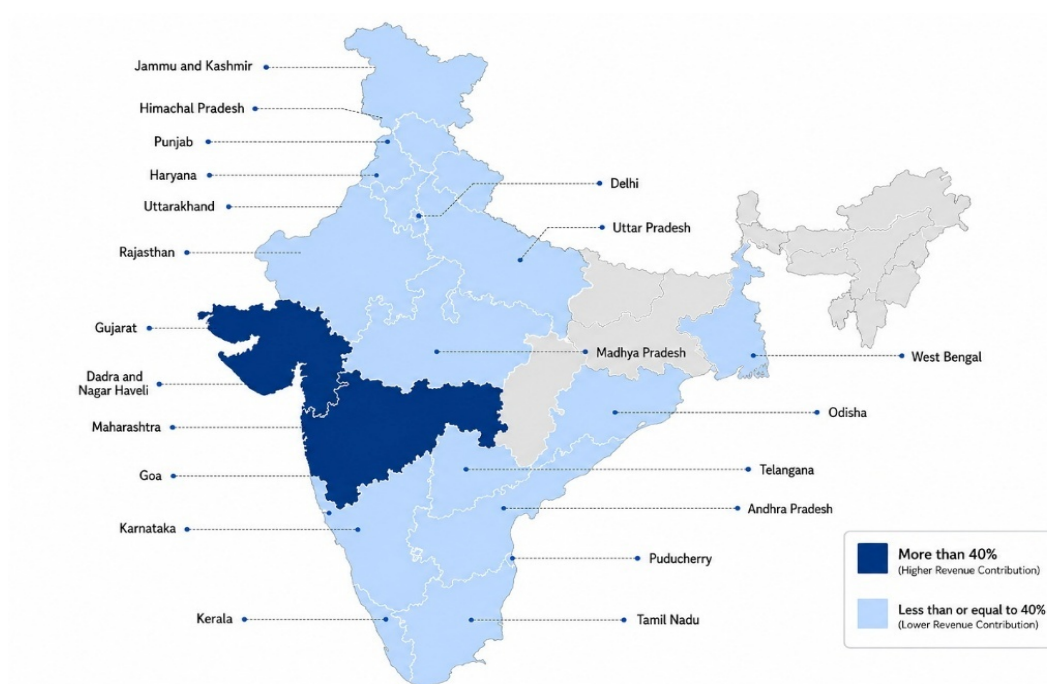 Jammu and Kashmir
Himachal Pradesh
Punjab
Haryana
Uttarakhand
Rajasthan
Gujarat
Dadra and
Nagar Haveli
Maharashtra
Goa
Karnataka
Kerala
Delhi
Uttar Pradesh
Madhya Pradesh
West Bengal
Odisha
Telangana
Andhra Pradesh
Puducherry
Tamil Nadu
More than 40%
(Higher Revenue Contribution)
Less than or equal to 40%
(Lower Revenue Contribution)